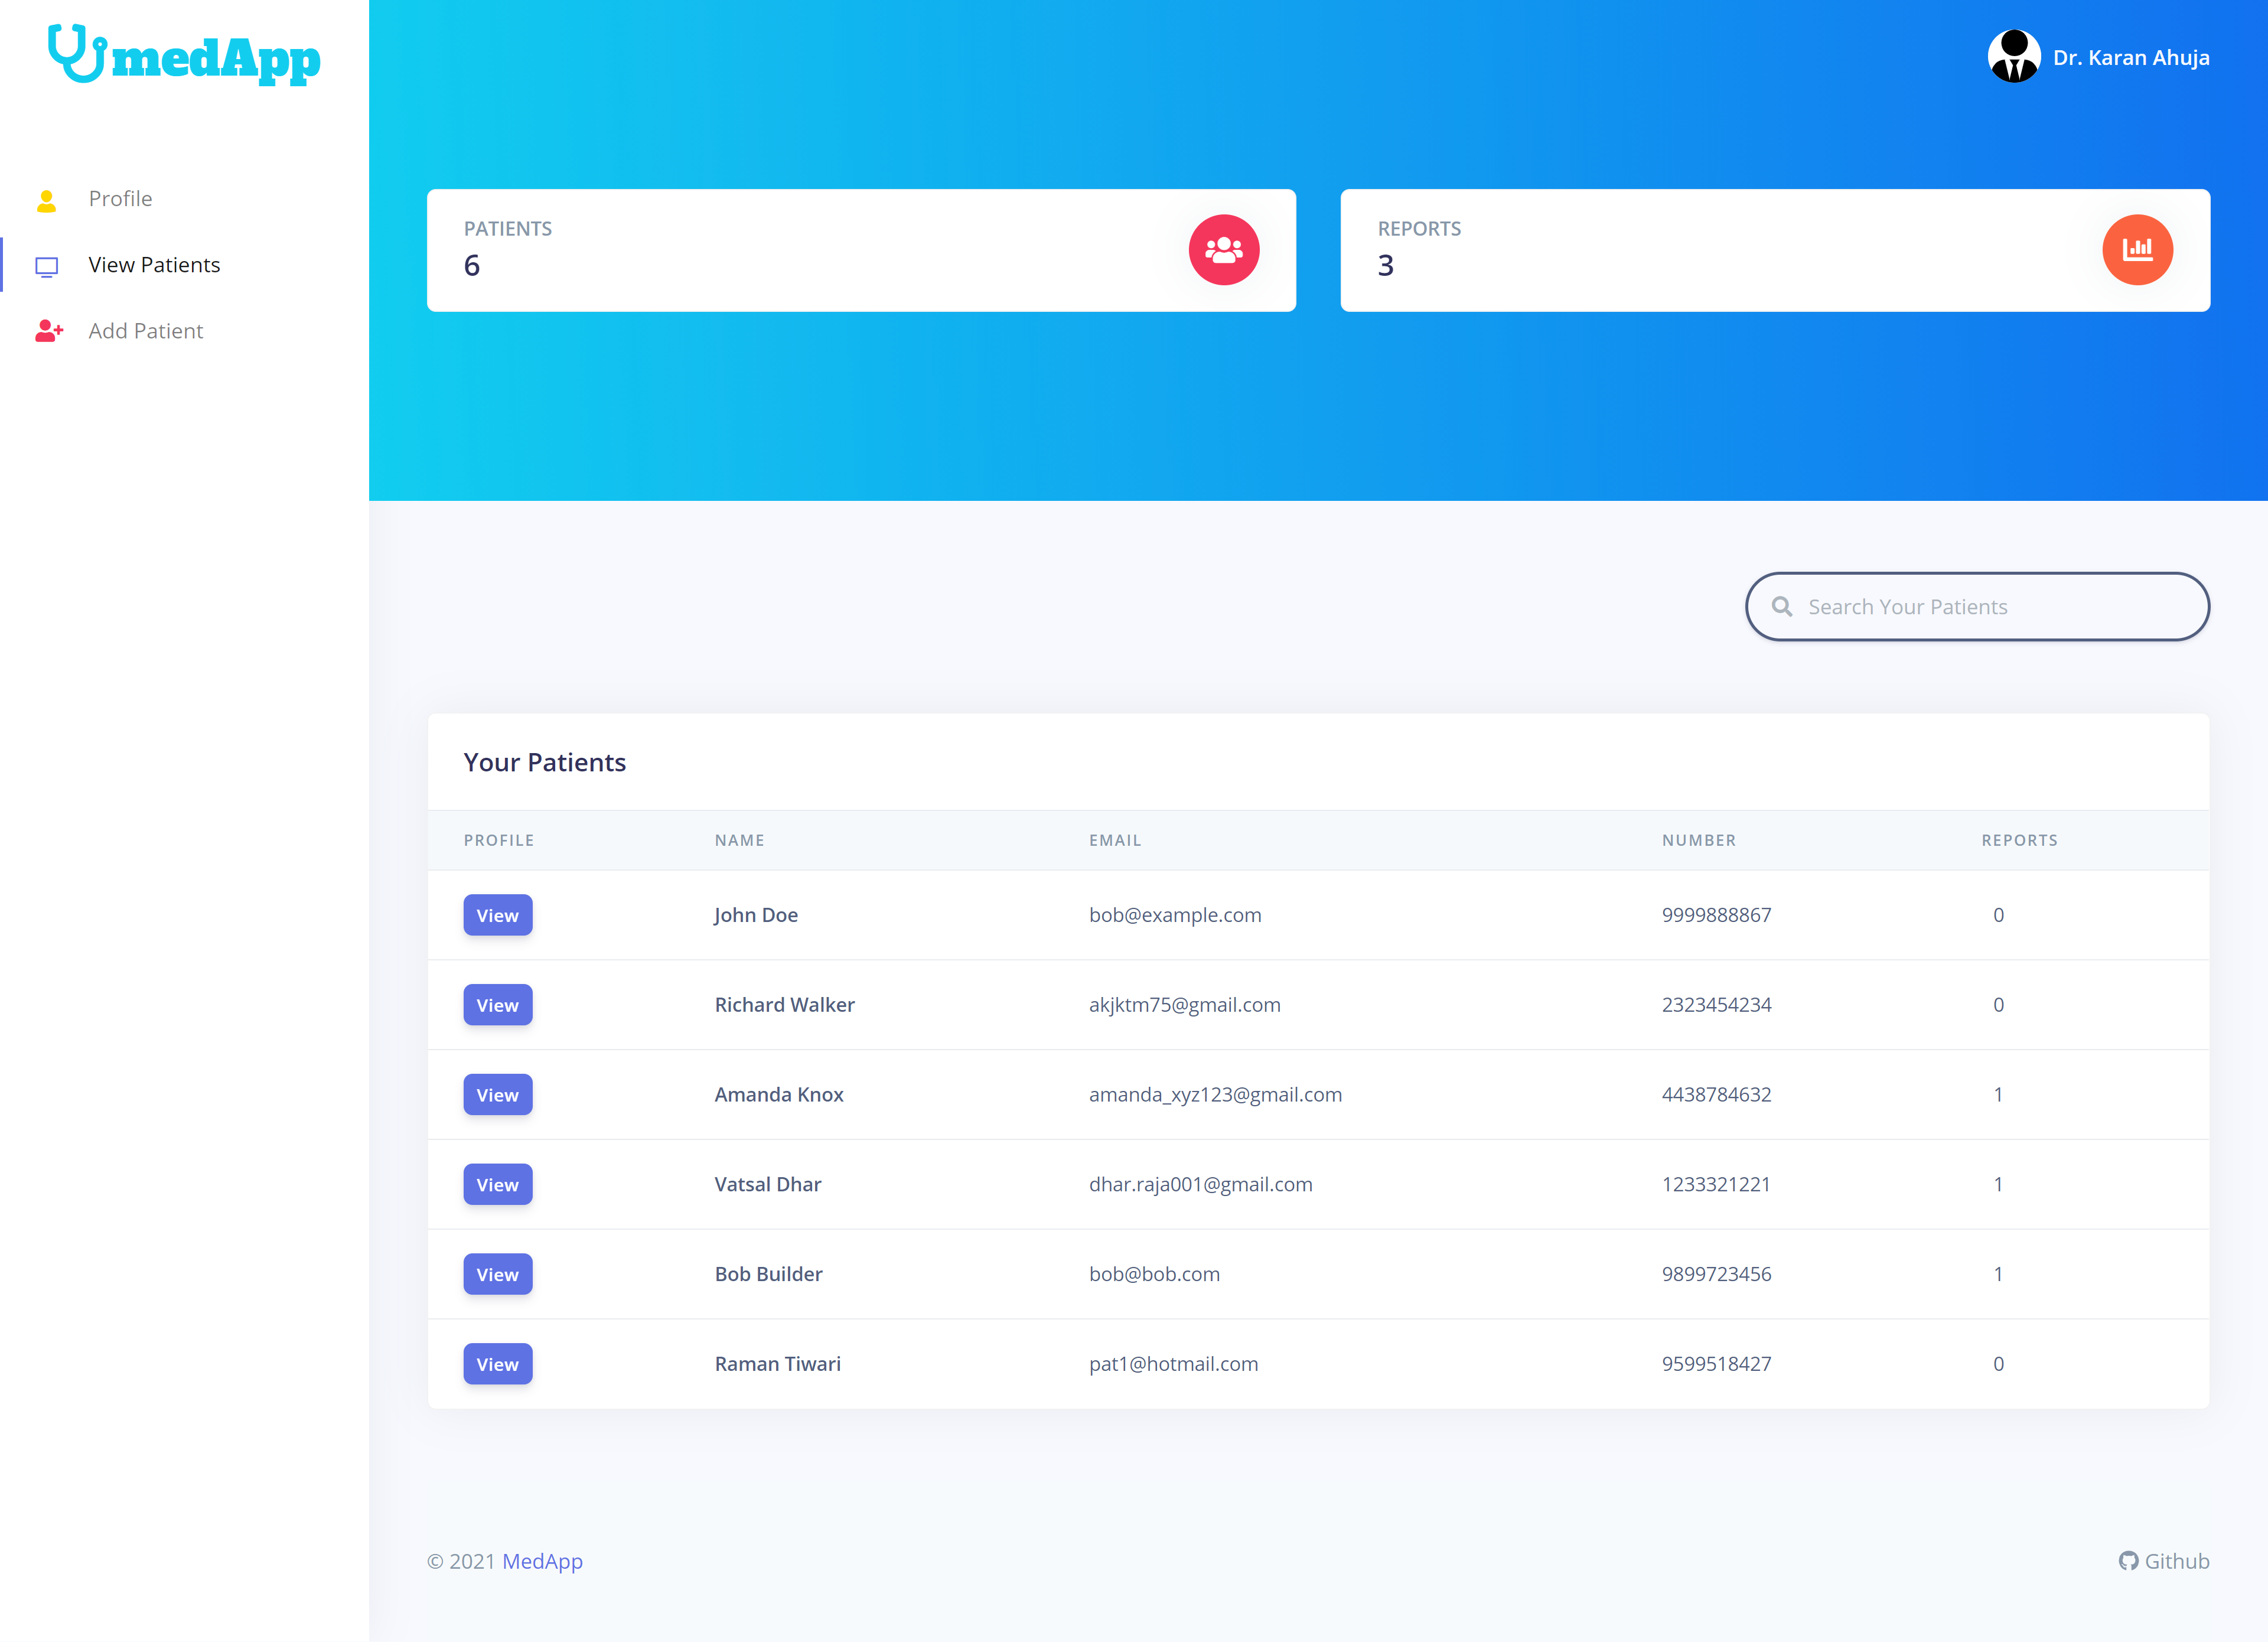 medApp
Dr. Karan Ahuja
Profile
View Patients
Add Patient
PATIENTS
6
REPORTS
3
Search Your Patients
Your Patients
PROFILE NAME EMAIL NUMBER REPORTS
View John Doe bob@example.com 9999888867 0
View Richard Walker akjktm75@gmail.com 2323454234 0
View Amanda Knox amanda_xyz123@gmail.com 4438784632 1
View Vatsal Dhar dhar.raja001@gmail.com 1233321221 1
View Bob Builder bob@bob.com 9899723456 1
View Raman Tiwari pat1@hotmail.com 9599518427 0
© 2021 MedApp
Github